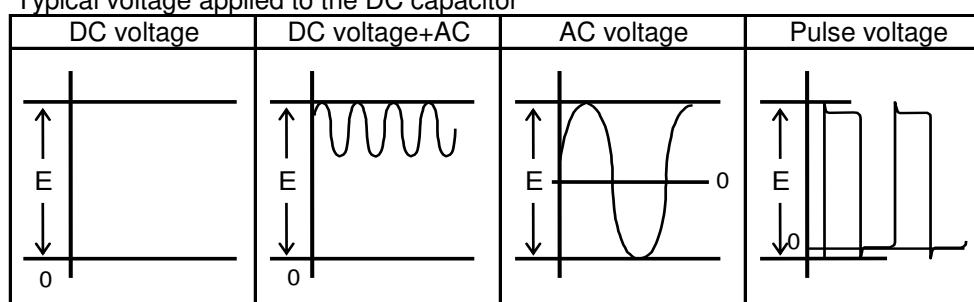 Typical voltage applied to the DC capacitor
DC voltage DC voltage+AC AC voltage Pulse voltage
E E E 0 E
0
0 0